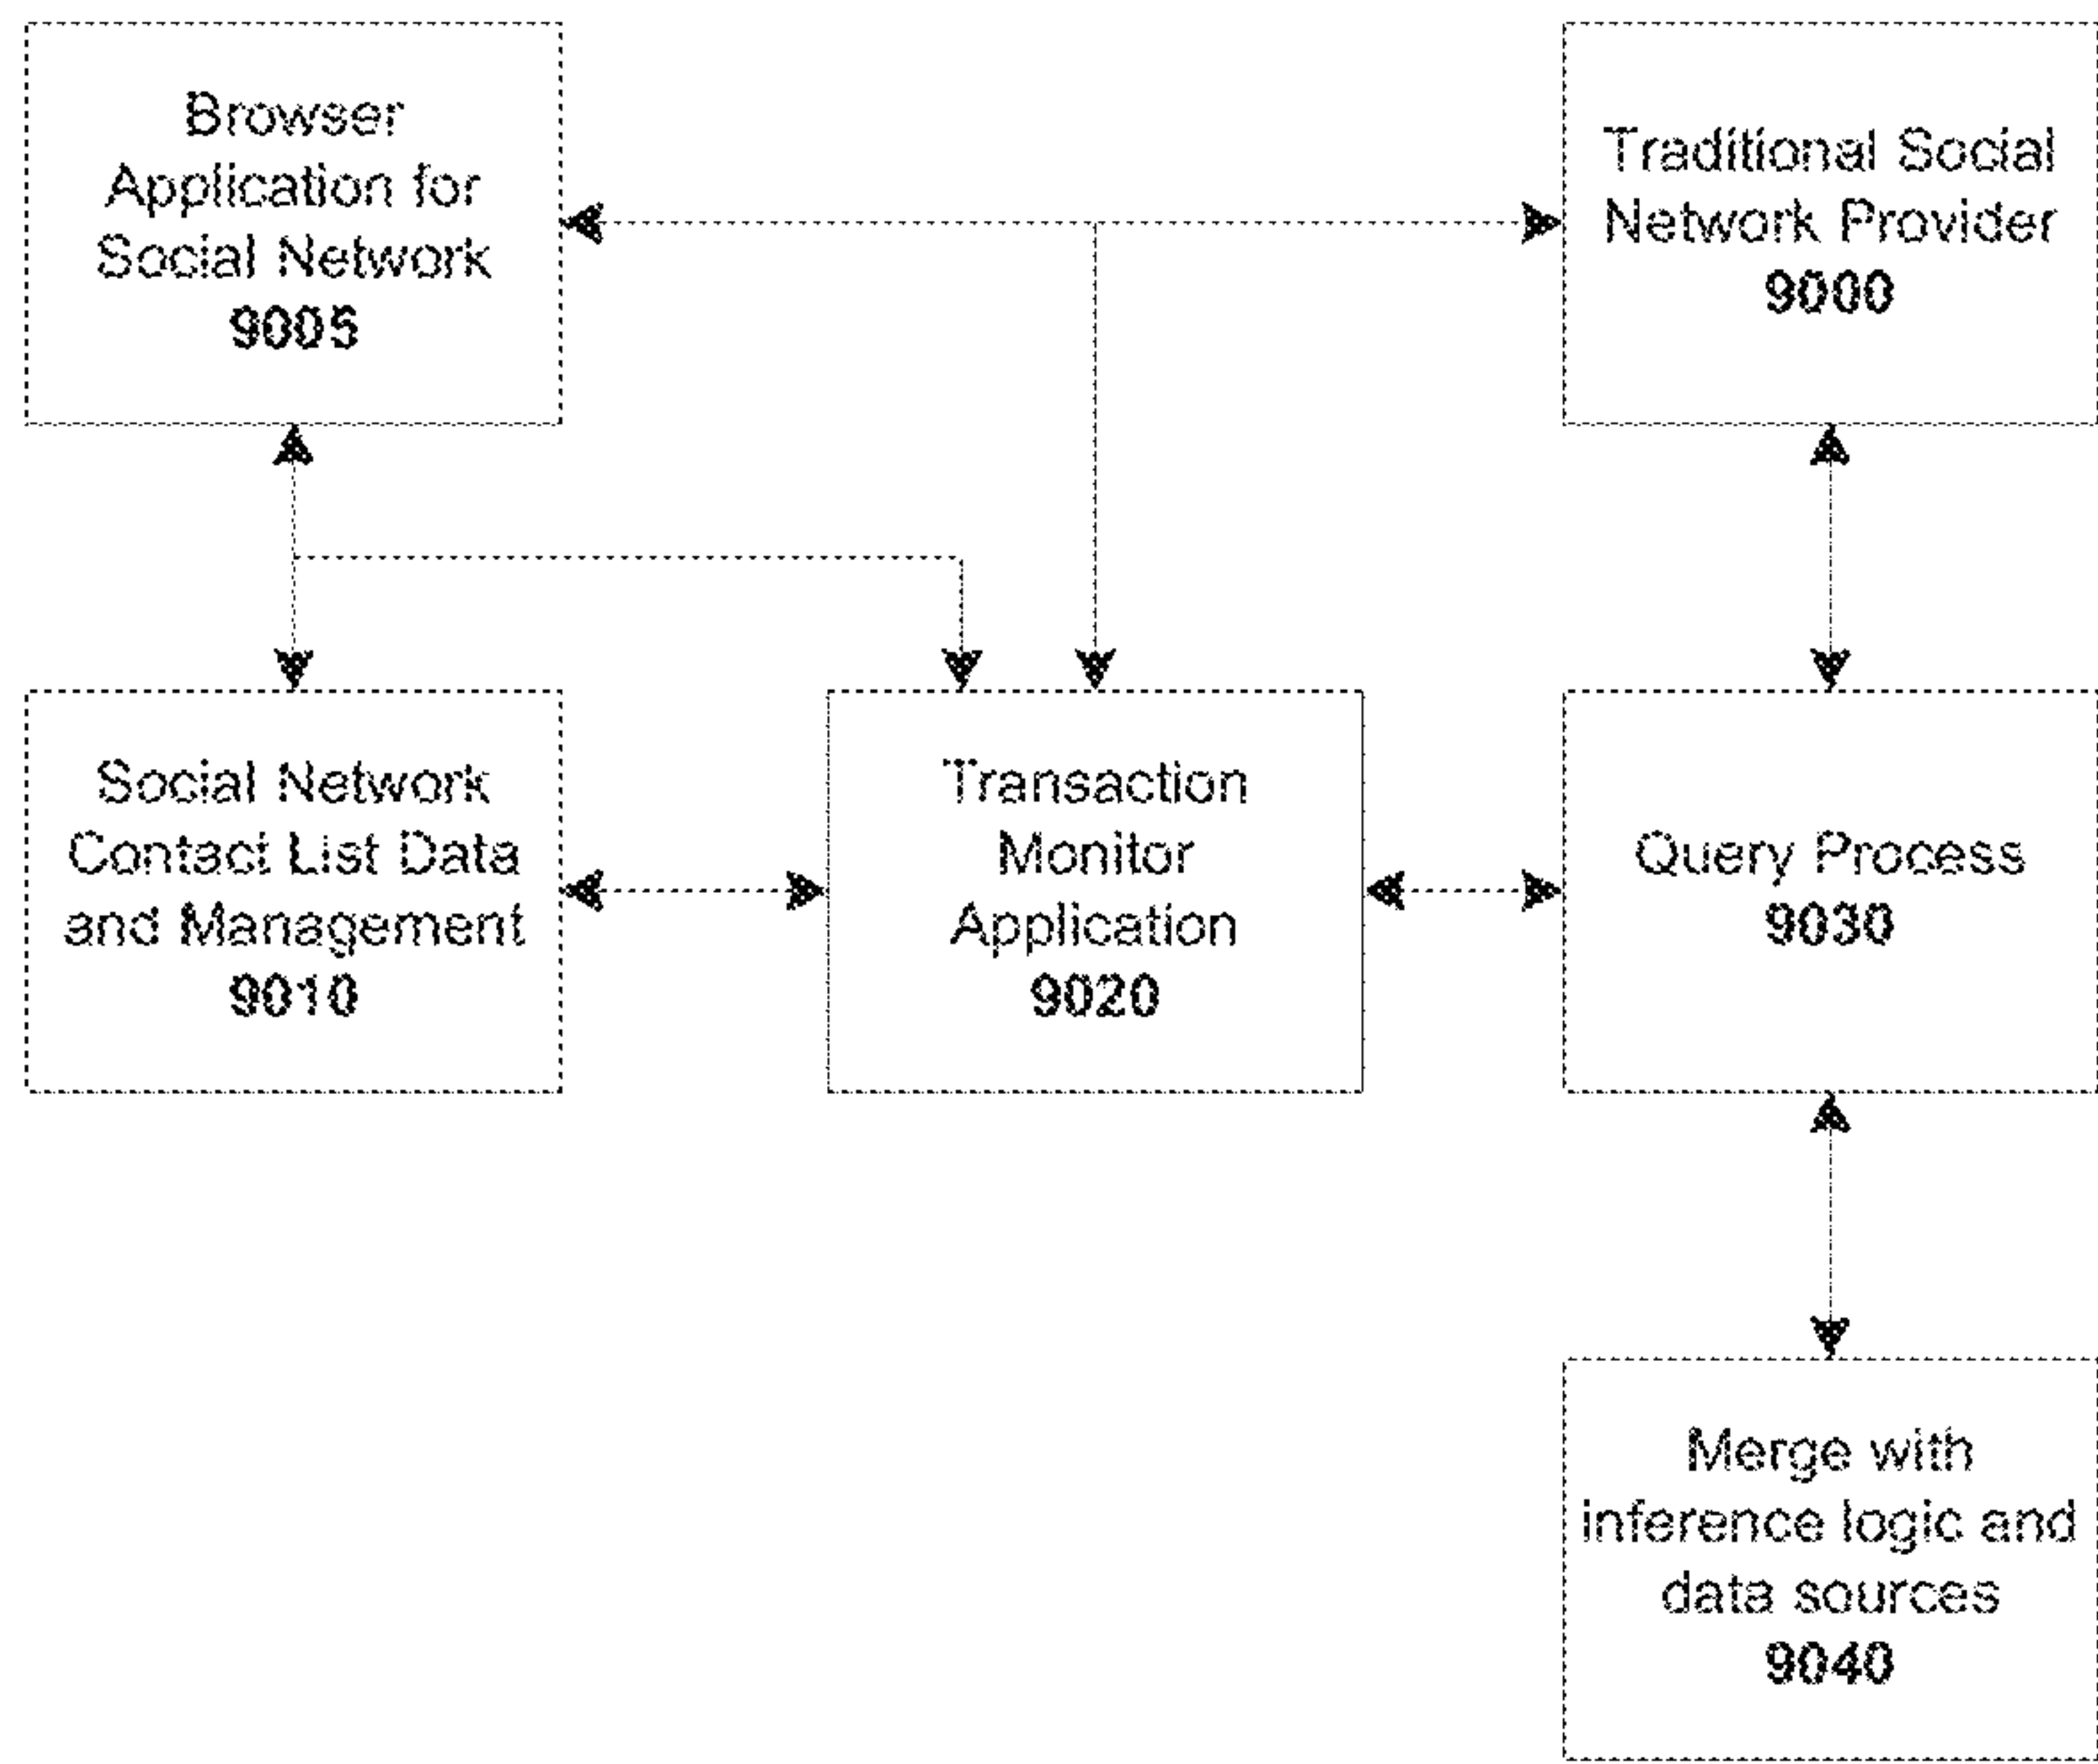 Browser
Application for
Social Network
9005
Traditional Social
Network Provider
9000
Social Network
Contact List Data
and Management
9010
Transaction
Monitor
Application
9020
Query Process
9030
Merge with
inference logic and
data sources
9040